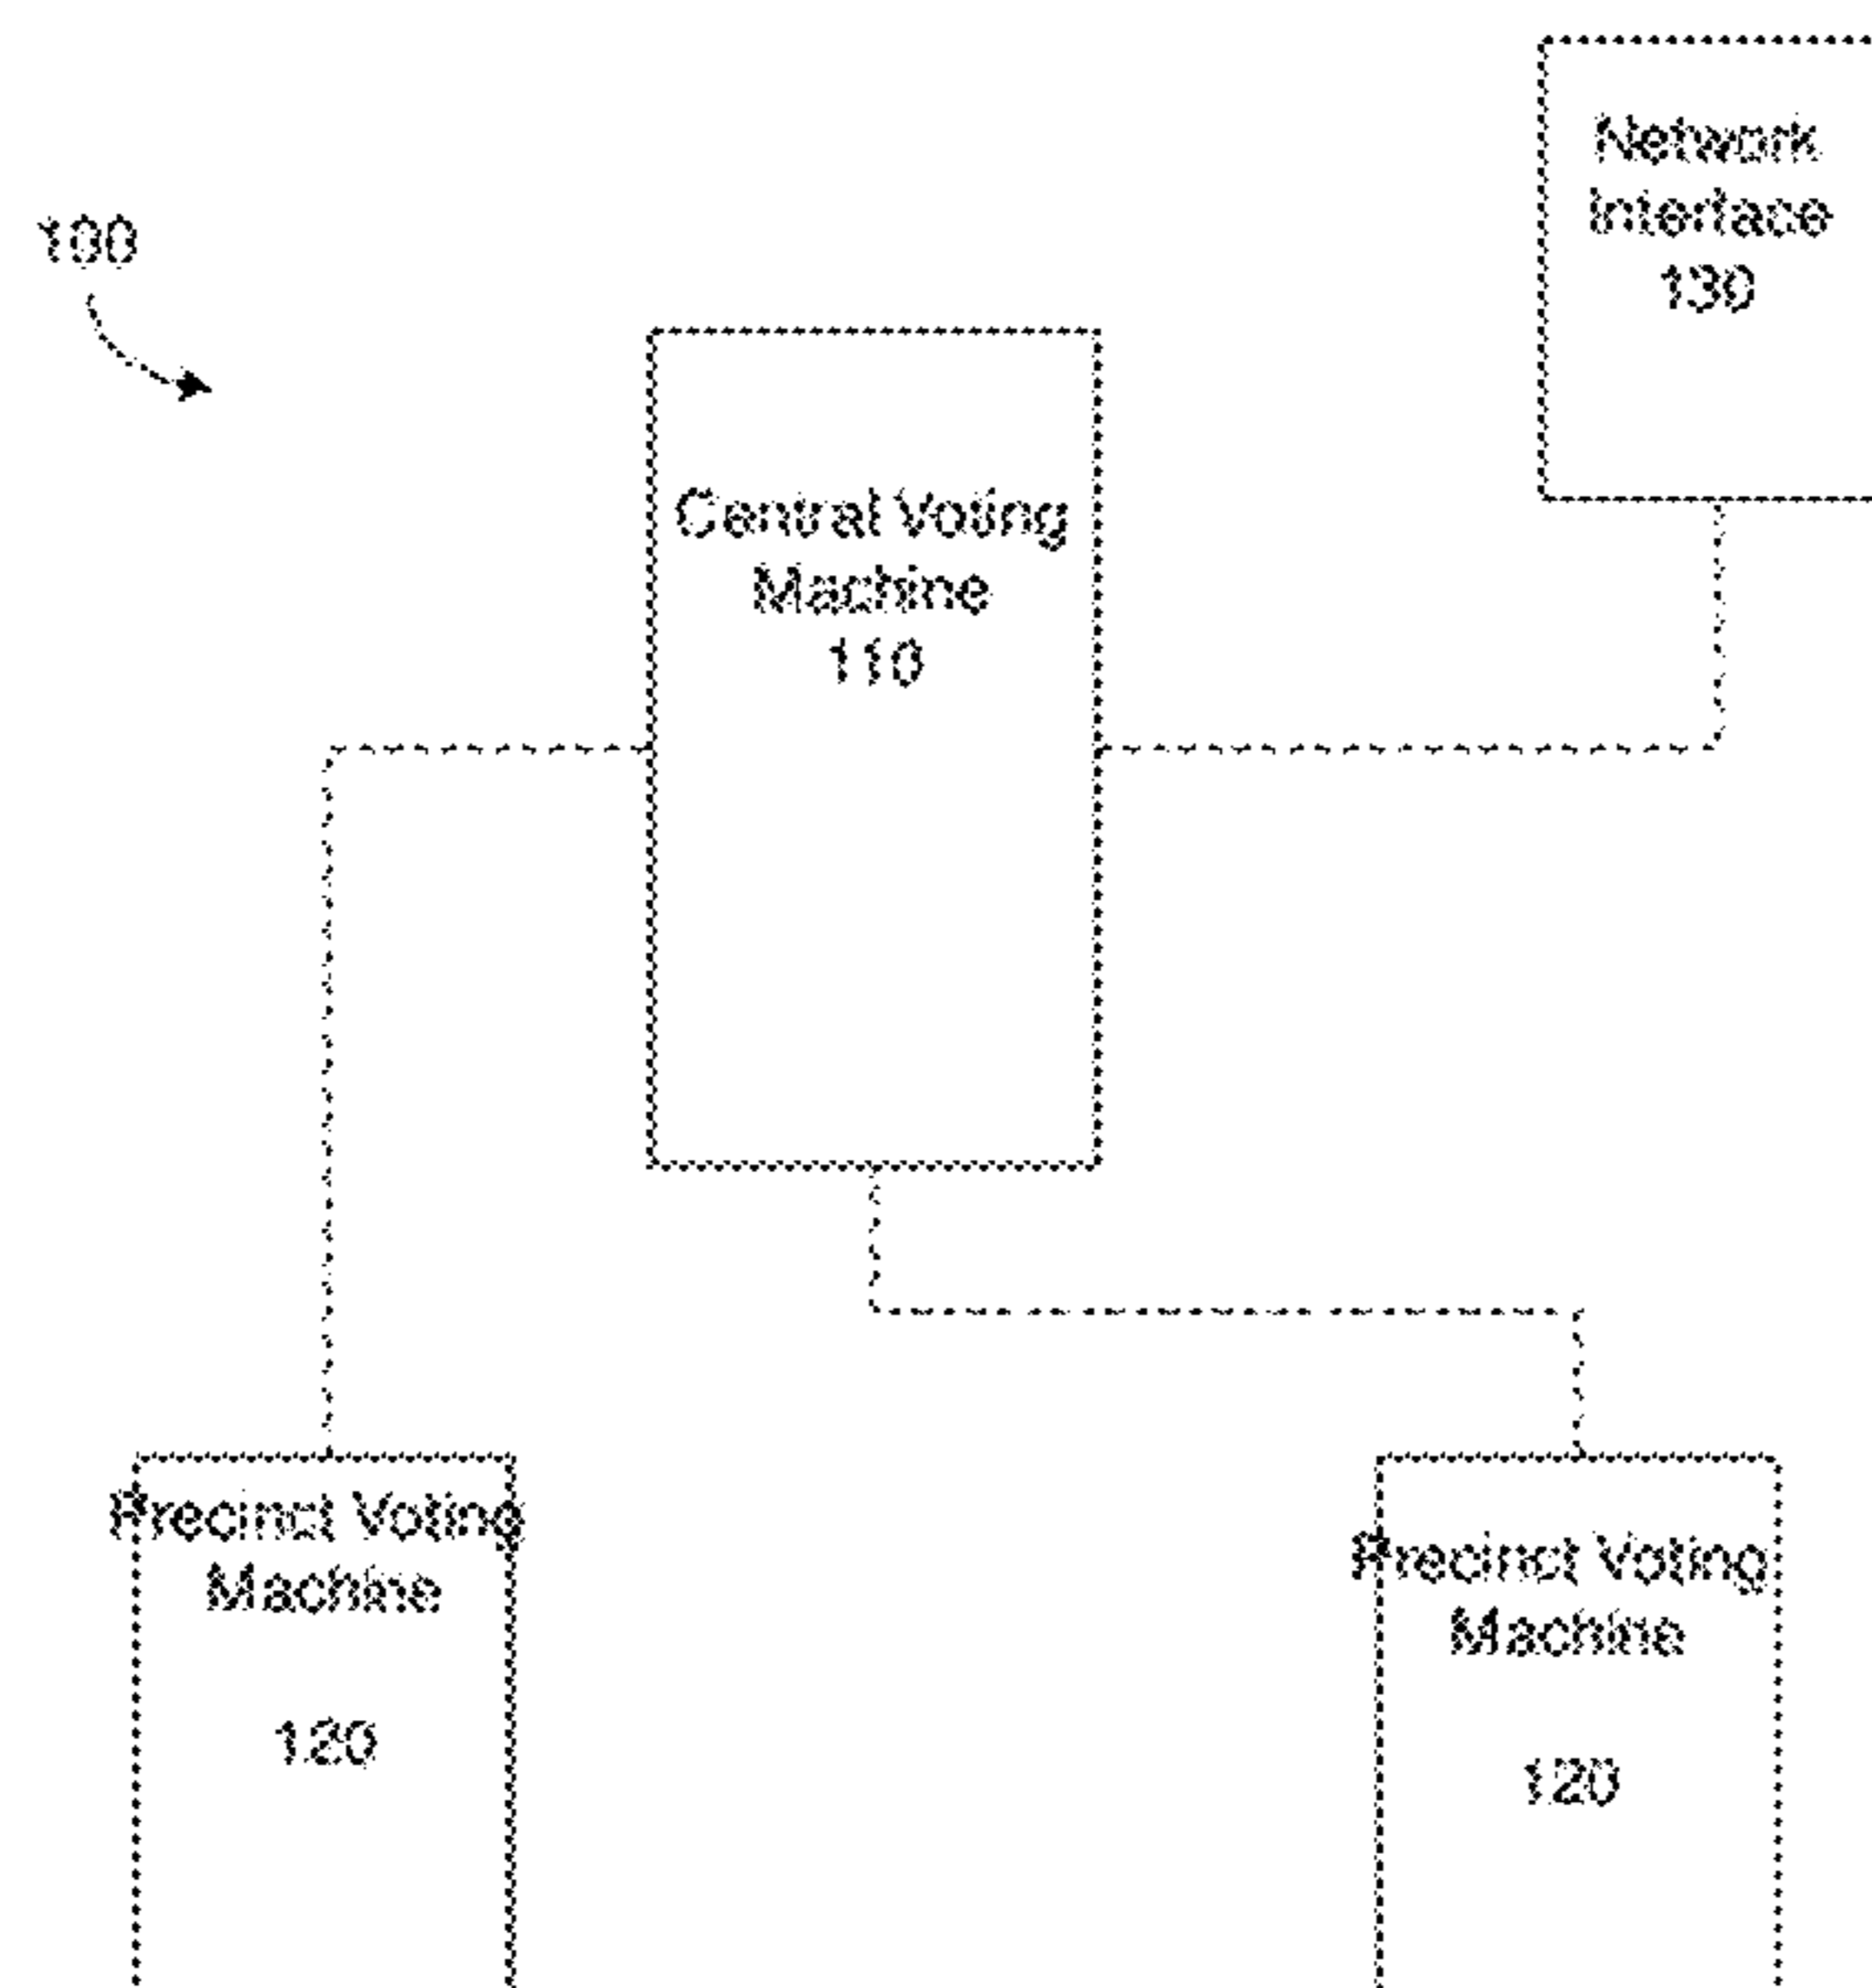 Network
Interface
130
100
Central Voting
Machine
110
Precinct Voting
Machine
120
Precinct Voting
Machine
120